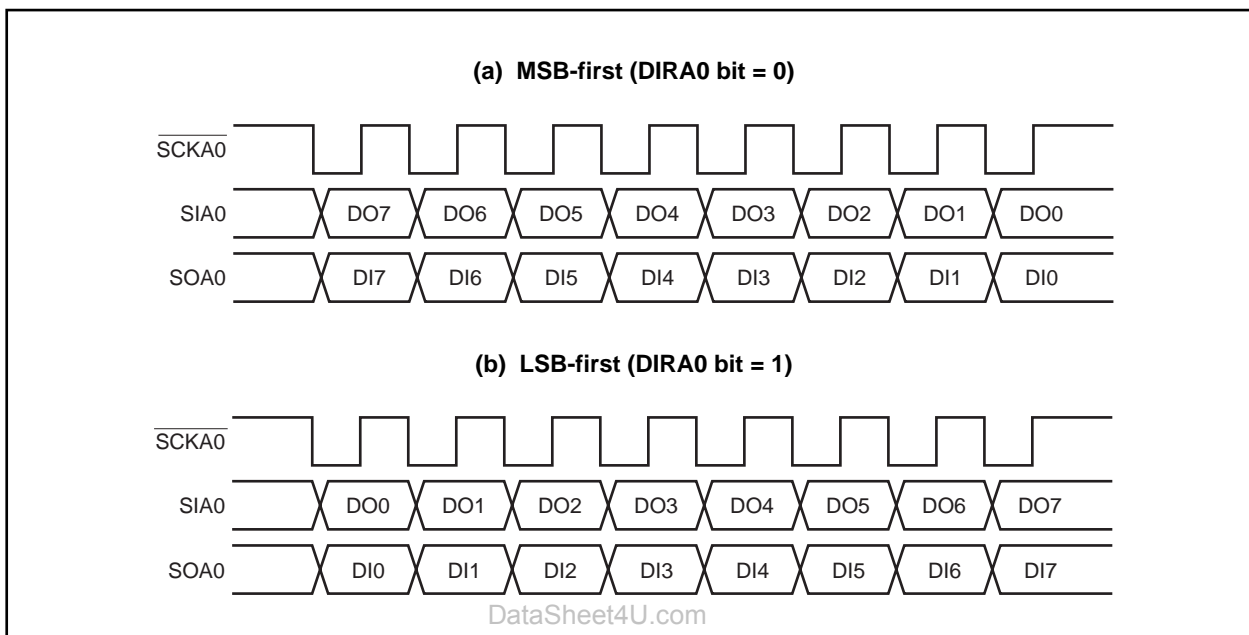 (a) MSB-first (DIRA0 bit = 0)
SCKA0
SIA0 DO7 DO6 DO5 DO4 DO3 DO2 DO1 DO0
SOA0 DI7 DI6 DI5 DI4 DI3 DI2 DI1 DI0
(b) LSB-first (DIRA0 bit = 1)
SCKA0
SIA0 DO0 DO1 DO2 DO3 DO4 DO5 DO6 DO7
SOA0 DI0 DI1 DI2 DI3 DI4 DI5 DI6 DI7
DataSheet4U.com